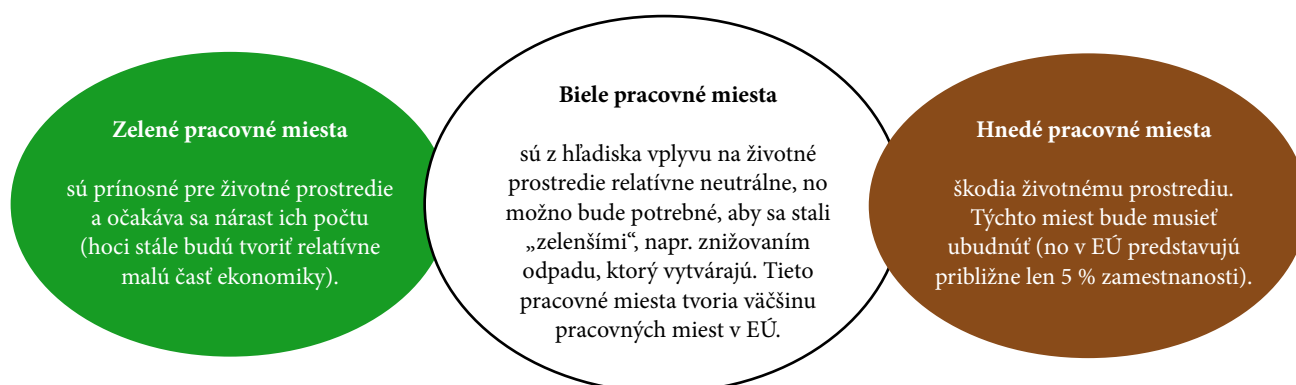 Zelené pracovné miesta
sú prínosné pre životné prostredie
a očakáva sa nárast ich počtu
(hoci stále budú tvoriť relatívne
malú časť ekonomiky).
Biele pracovné miesta
sú z hľadiska vplyvu na životné
prostredie relatívne neutrálne, no
možno bude potrebné, aby sa stali
„zelenšími“, napr. znižovaním
odpadu, ktorý vytvárajú. Tieto
pracovné miesta tvoria väčšinu
pracovných miest v EÚ.
Hnedé pracovné miesta
škodia životnému prostrediu.
Týchto miest bude musieť
ubudnúť (no v EÚ predstavujú
približne len 5 % zamestnanosti).